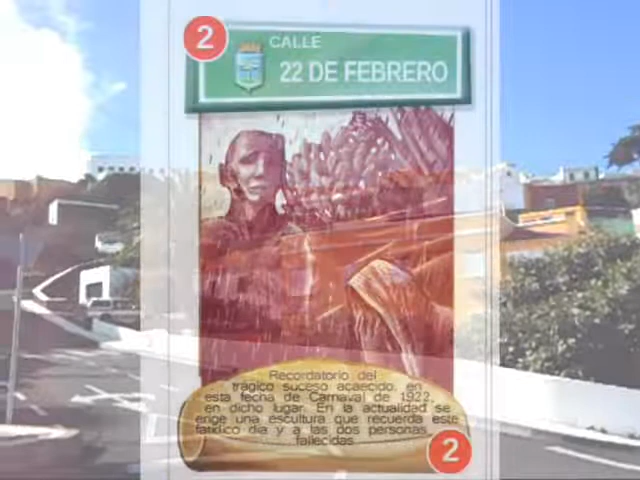 2
CALLE
22 DE FEBRERO
Recordatorio del
trágico suceso acaecido, en
esta fecha de Carnaval de 1922,
en dicho lugar. En la actualidad se
erige una escultura que recuerda este
fatídico día y a las dos personas
fallecidas
2